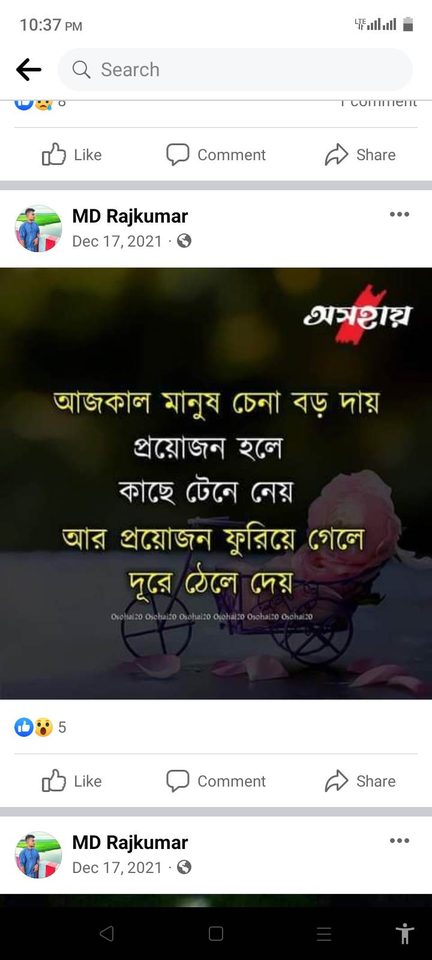 10:37 PM
LTE
Search
8
1 comment
Like Comment Share
MD Rajkumar
Dec 17, 2021 ·
অসহায়
আজকাল মানুষ চেনা বড় দায়
প্রয়োজন হলে
কাছে টেনে নেয়
আর প্রয়োজন ফুরিয়ে গেলে
দূরে ঠেলে দেয়
Osohai20 Osohai20 Osohai20 Osohai20 Osohai20 Osohai20
5
Like Comment Share
MD Rajkumar
Dec 17, 2021 ·